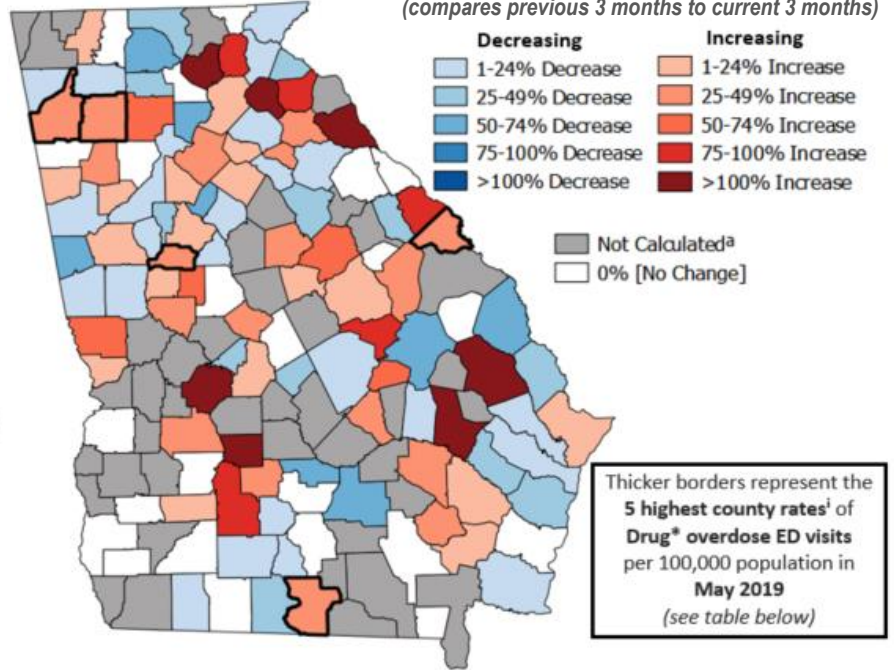 (compares previous 3 months to current 3 months)
Decreasing
Increasing
1-24% Decrease
1-24% Increase
25-49% Decrease
25-49% Increase
50-74% Decrease
50-74% Increase
75-100% Decrease
75-100% Increase
>100% Decrease
>100% Increase
Not Calculatedᵃ
0% [No Change]
Thicker borders represent the
5 highest county ratesⁱ of
Drug* overdose ED visits
per 100,000 population in
May 2019
(see table below)